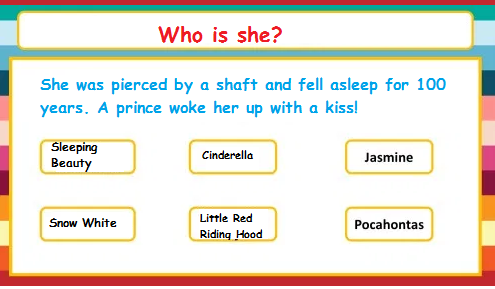 Who is she?
She was pierced by a shaft and fell asleep for 100
years. A prince woke her up with a kiss!
Sleeping
Beauty
Cinderella
Jasmine
Snow White
Little Red
Riding Hood
Pocahontas